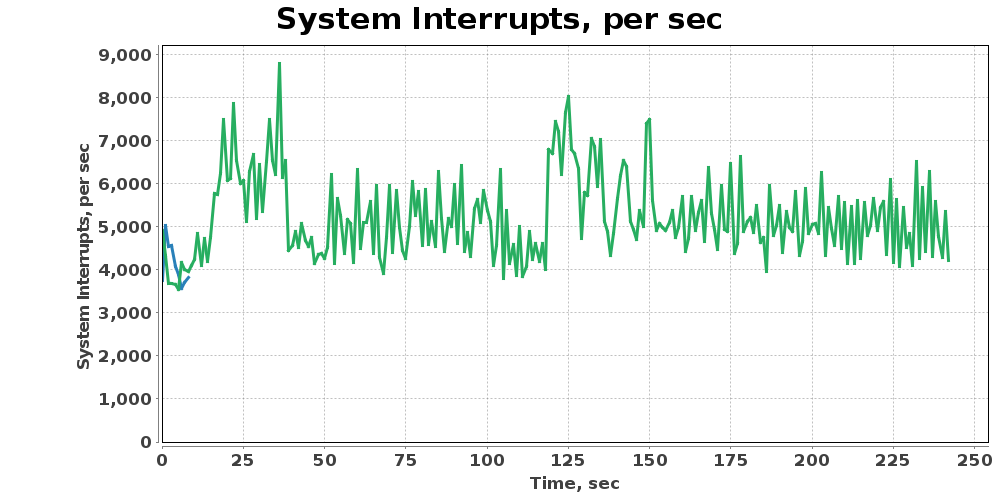 System Interrupts, per sec
9,000
8,000
7,000
6,000
5,000
4,000
3,000
2,000
1,000
0
System Interrupts, per sec
0 25 50 75 100 125 150 175 200 225 250
Time, sec